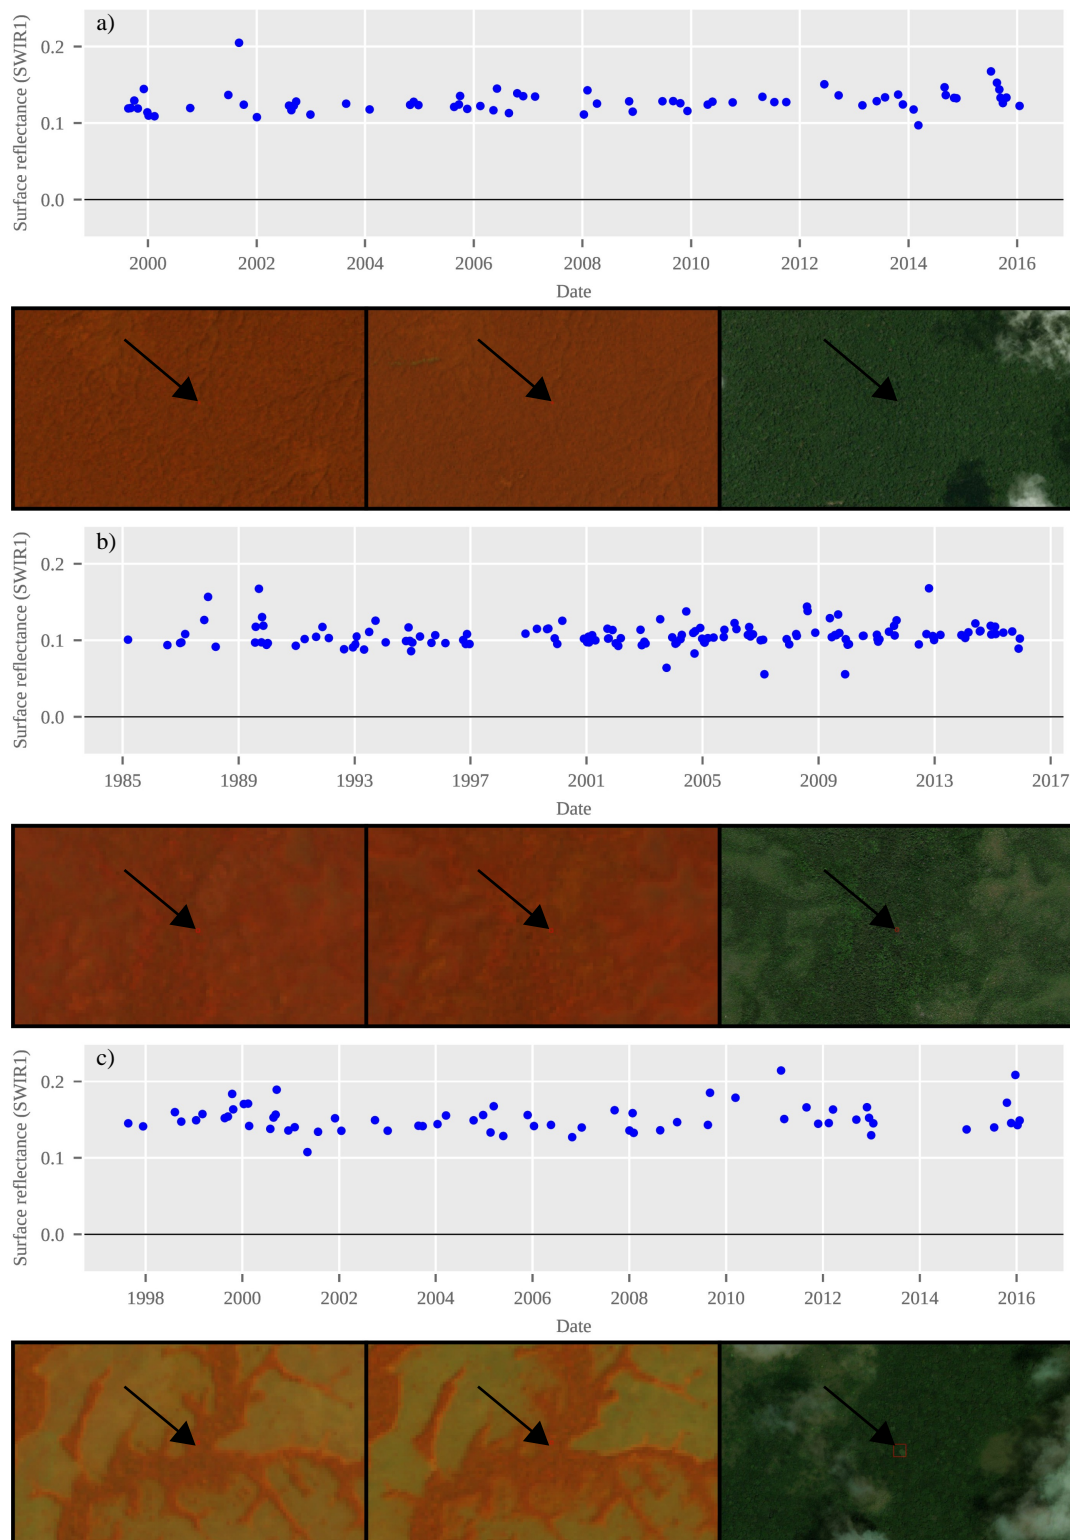 a)
Surface reflectance (SWIR1)
0.2
0.1
0.0
2000 2002 2004 2006 2008 2010 2012 2014 2016
Date
b)
Surface reflectance (SWIR1)
0.2
0.1
0.0
1985 1989 1993 1997 2001 2005 2009 2013 2017
Date
c)
Surface reflectance (SWIR1)
0.2
0.1
0.0
1998 2000 2002 2004 2006 2008 2010 2012 2014 2016
Date